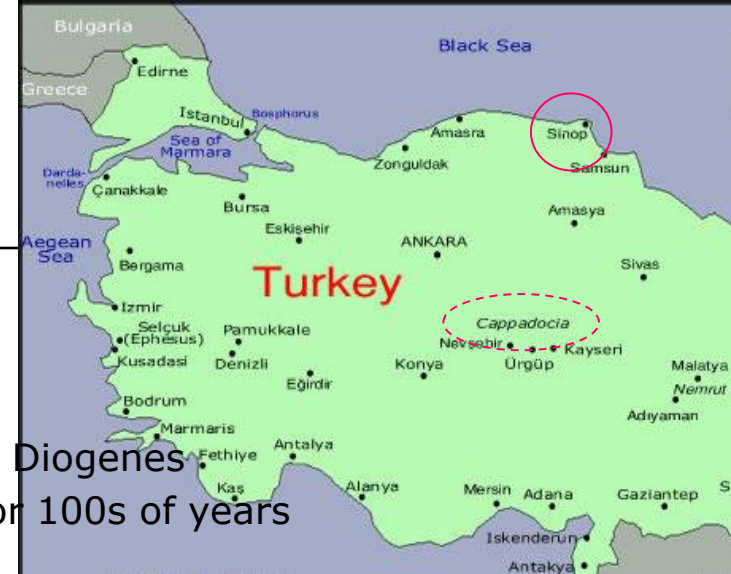 Bulgaria
Black Sea
Edirne
Greece
Istanbul
Bosphorus
Sea of
Marmara
Amasra
Sinop
Zonguldak
Samsun
Darda-
nelles
Çanakkale
Bursa
Amasya
Eskişehir
ANKARA
Aegean
Sea
Bergama
Sivas
Turkey
Izmir
Cappadocia
Selçuk
(Ephesus)
Pamukkale
Nevşehir
Kayseri
Kusadasi
Denizli
Konya
Ürgüp
Malatya
Eğirdir
Nemrut
Bodrum
Adıyaman
Marmaris
Antalya
Diogenes
Fethiye
Kaş
Alanya
Mersin
Adana
Gaziantep
S
or 100s of years
Iskenderun
Antakya